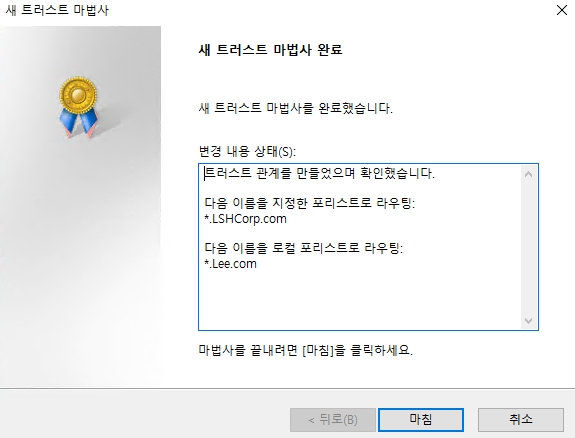 새 트러스트 마법사
새 트러스트 마법사 완료
새 트러스트 마법사를 완료했습니다.
변경 내용 상태(S):
트러스트 관계를 만들었으며 확인했습니다.
다음 이름을 지정한 포리스트로 라우팅:
*.LSHCorp.com
다음 이름을 로컬 포리스트로 라우팅:
*.Lee.com
마법사를 끝내려면 [마침]을 클릭하세요.
< 뒤로(B)
마침
취소